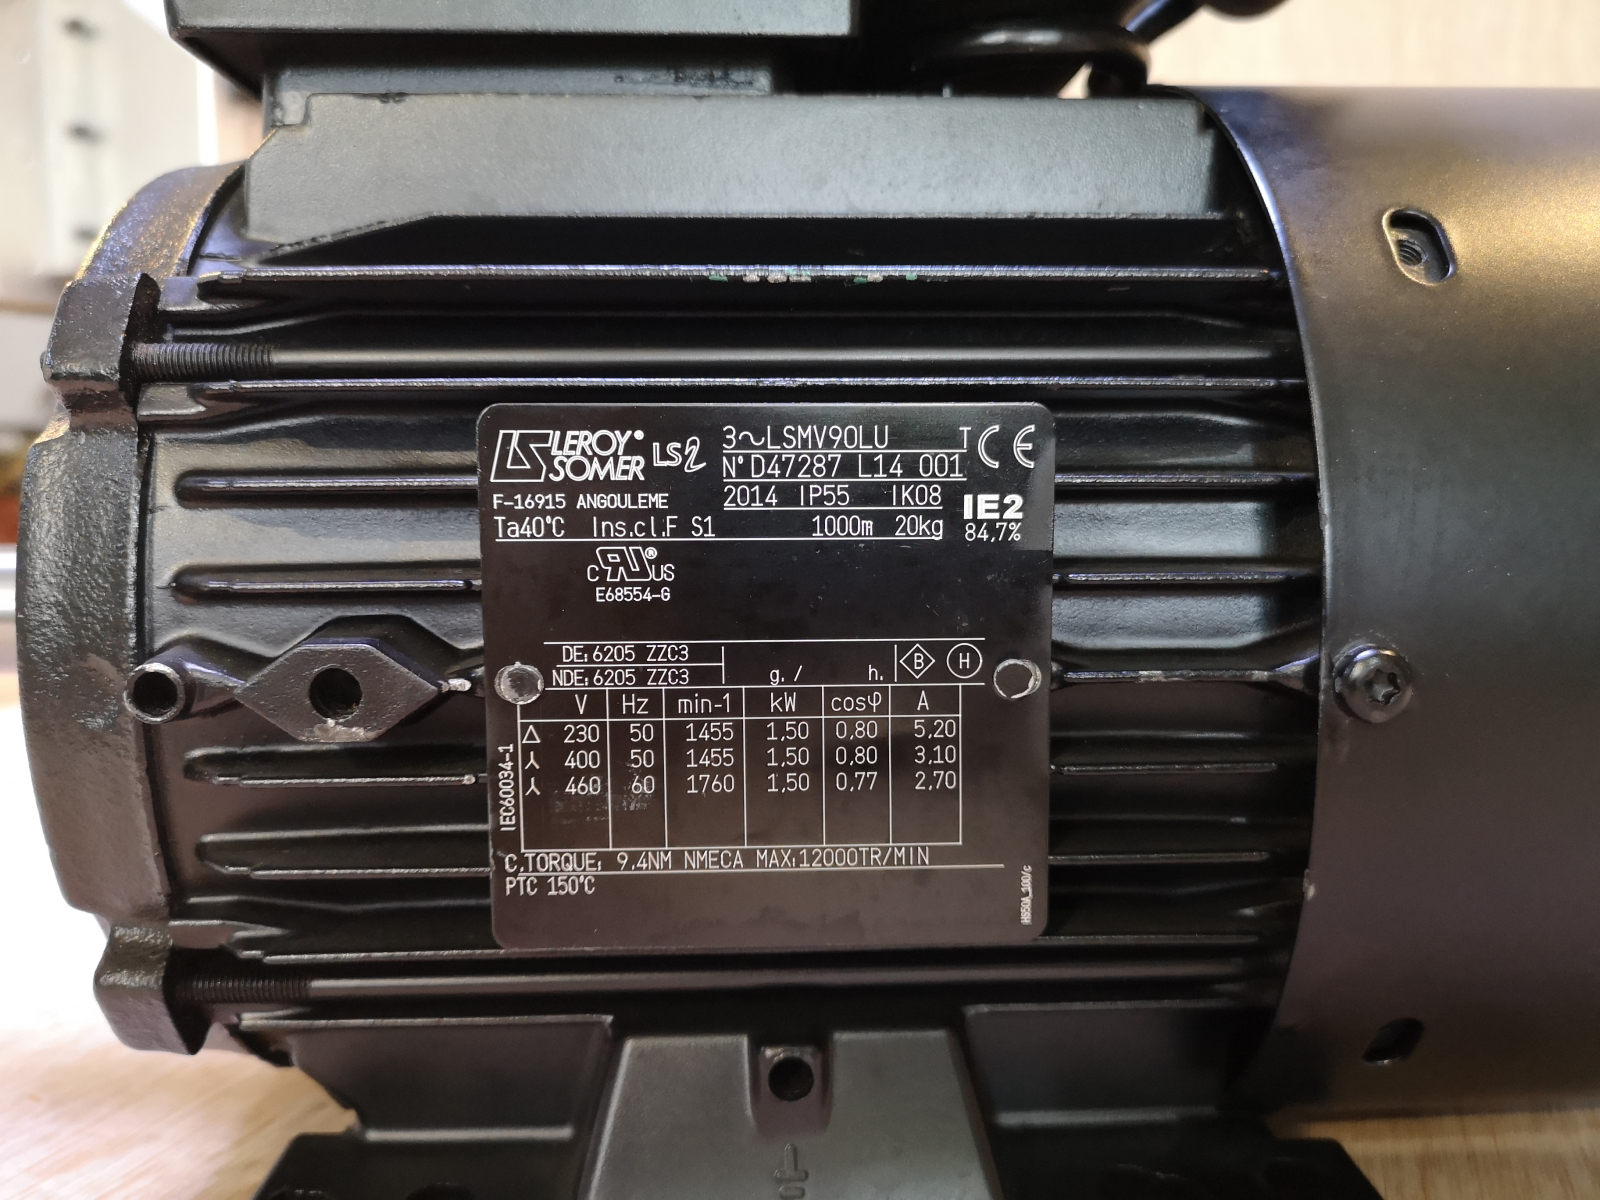 LEROY® SOMER LS2 3~LSMV90LU T CE
N° D47287 L14 001
F-16915 ANGOULEME 2014 IP55 IK08 IE2
Ta40°C Ins.cl.F S1 1000m 20kg 84,7%
c RU® US
E68554-G
DE: 6205 ZZC3
NDE: 6205 ZZC3 g. / h. B H
V Hz min-1 kW cosφ A
△ 230 50 1455 1,50 0,80 5,20
⅄ 400 50 1455 1,50 0,80 3,10
⅄ 460 60 1760 1,50 0,77 2,70
IEC60034-1
C.TORQUE: 9.4NM NMECA MAX:12000TR/MIN
PTC 150°C